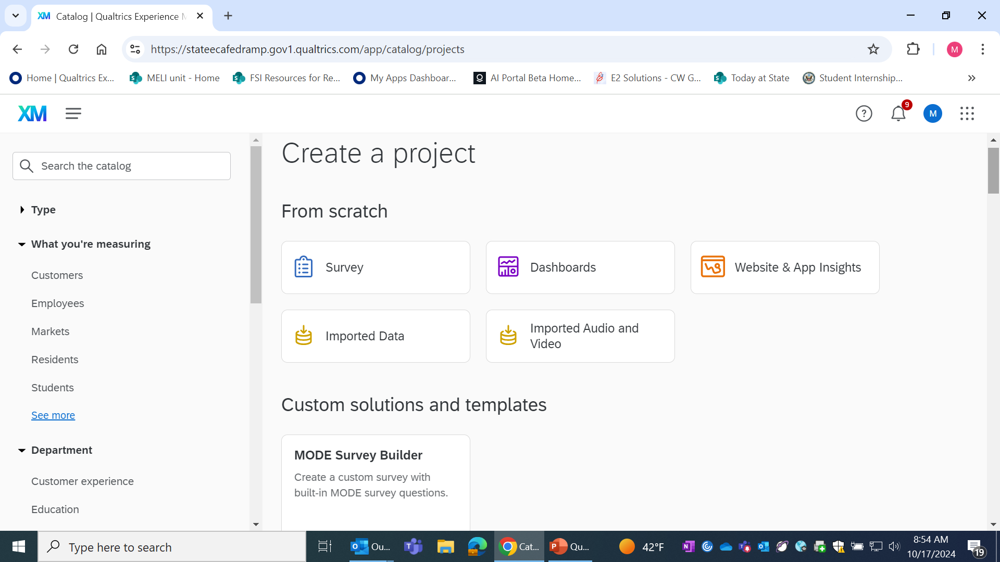 XM Catalog | Qualtrics Experience M
https://stateecafedramp.gov1.qualtrics.com/app/catalog/projects
M
Home | Qualtrics Ex...
MELI unit - Home
FSI Resources for Re...
My Apps Dashboar...
AI Portal Beta Home...
E2 Solutions - CW G...
Today at State
Student Internship...
XM
?
9
M
Search the catalog
Type
What you're measuring
Customers
Employees
Markets
Residents
Students
See more
Department
Customer experience
Education
Create a project
From scratch
Survey
Dashboards
Website & App Insights
Imported Data
Imported Audio and
Video
Custom solutions and templates
MODE Survey Builder
Create a custom survey with
built-in MODE survey questions.
Type here to search
Ou...
Cat...
Qu...
42°F
8:54 AM
10/17/2024
19